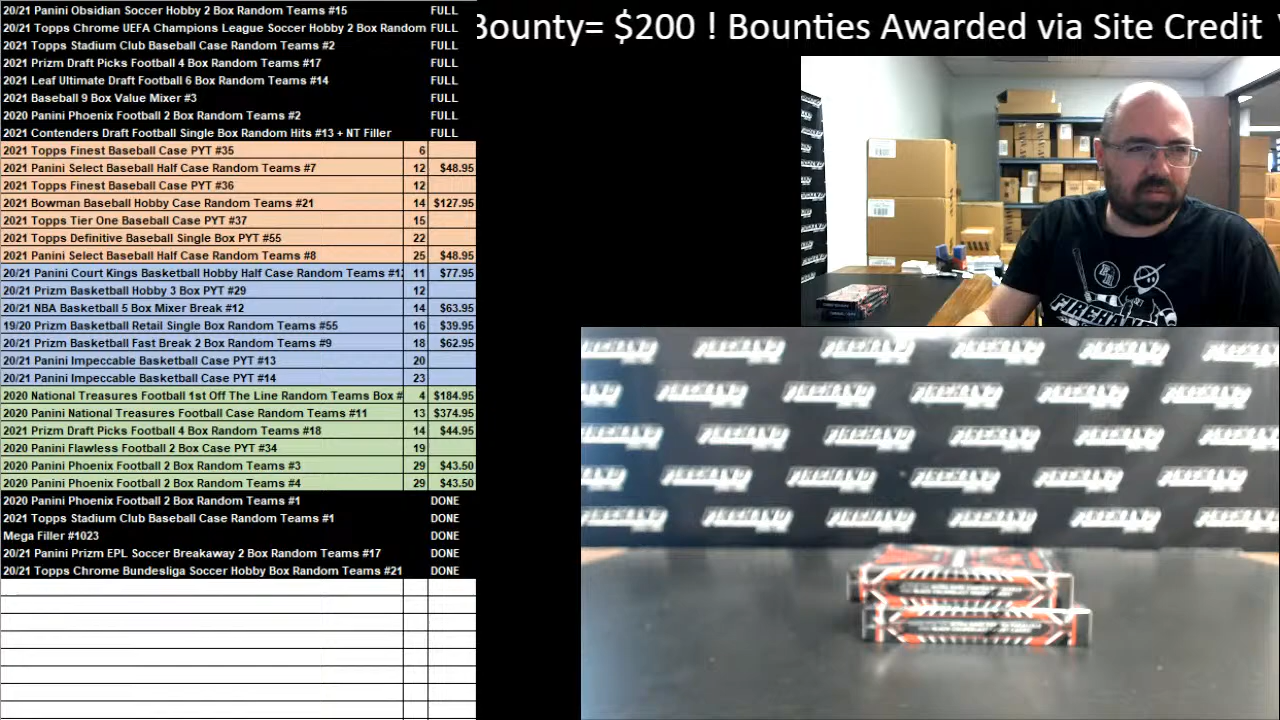 20/21 Panini Obsidian Soccer Hobby 2 Box Random Teams #15 FULL
20/21 Topps Chrome UEFA Champions League Soccer Hobby 2 Box Random FULL
2021 Topps Stadium Club Baseball Case Random Teams #2 FULL
2021 Prizm Draft Picks Football 4 Box Random Teams #17 FULL
2021 Leaf Ultimate Draft Football 6 Box Random Teams #14 FULL
2021 Baseball 9 Box Value Mixer #3 FULL
2020 Panini Phoenix Football 2 Box Random Teams #2 FULL
2021 Contenders Draft Football Single Box Random Hits #13 + NT Filler FULL
2021 Topps Finest Baseball Case PYT #35 6
2021 Panini Select Baseball Half Case Random Teams #7 12 $48.95
2021 Topps Finest Baseball Case PYT #36 12
2021 Bowman Baseball Hobby Case Random Teams #21 14 $127.95
2021 Topps Tier One Baseball Case PYT #37 15
2021 Topps Definitive Baseball Single Box PYT #55 22
2021 Panini Select Baseball Half Case Random Teams #8 25 $48.95
20/21 Panini Court Kings Basketball Hobby Half Case Random Teams #1 11 $77.95
20/21 Prizm Basketball Hobby 3 Box PYT #29 12
20/21 NBA Basketball 5 Box Mixer Break #12 14 $63.95
19/20 Prizm Basketball Retail Single Box Random Teams #55 16 $39.95
20/21 Prizm Basketball Fast Break 2 Box Random Teams #9 18 $62.95
20/21 Panini Impeccable Basketball Case PYT #13 20
20/21 Panini Impeccable Basketball Case PYT #14 23
2020 National Treasures Football 1st Off The Line Random Teams Box # 4 $184.95
2020 Panini National Treasures Football Case Random Teams #11 13 $374.95
2021 Prizm Draft Picks Football 4 Box Random Teams #18 14 $44.95
2020 Panini Flawless Football 2 Box Case PYT #34 19
2020 Panini Phoenix Football 2 Box Random Teams #3 29 $43.50
2020 Panini Phoenix Football 2 Box Random Teams #4 29 $43.50
2020 Panini Phoenix Football 2 Box Random Teams #1 DONE
2021 Topps Stadium Club Baseball Case Random Teams #1 DONE
Mega Filler #1023 DONE
20/21 Panini Prizm EPL Soccer Breakaway 2 Box Random Teams #17 DONE
20/21 Topps Chrome Bundesliga Soccer Hobby Box Random Teams #21 DONE
Bounty= $200 ! Bounties Awarded via Site Credit